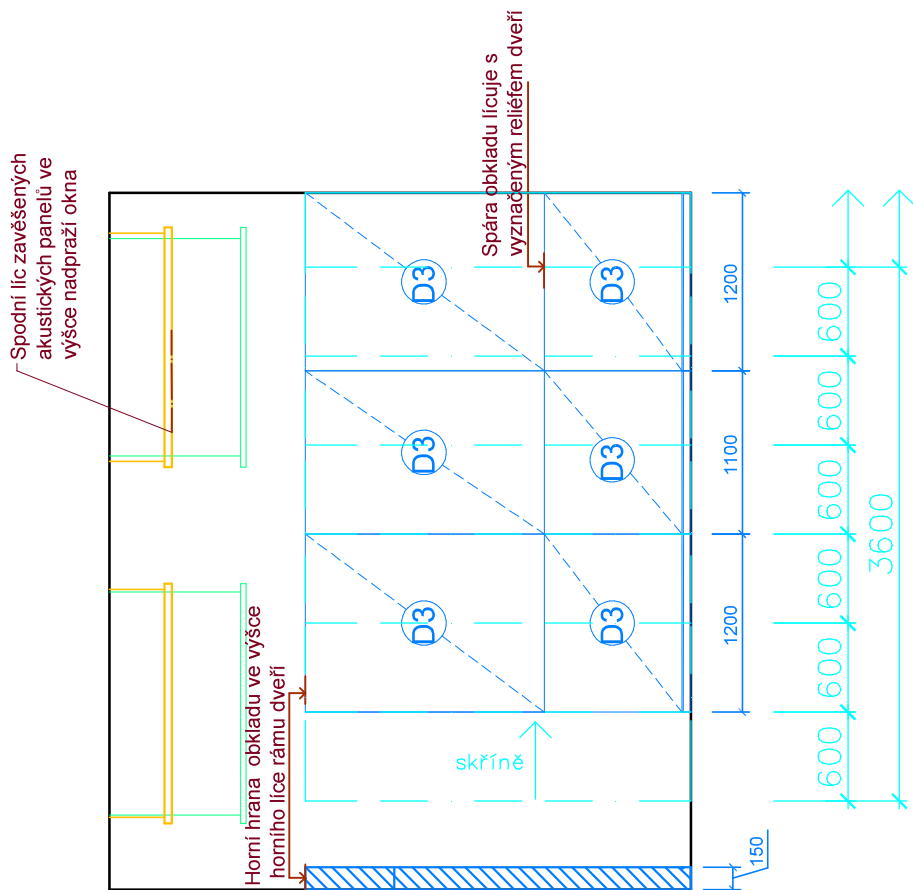 Spodní líc zavěšených
akustických panelů ve
výšce nadpraží okna
Spára obkladu lícuje s
vyznačeným reliéfem dveří
Horní hrana obkladu ve výšce
horního líce rámu dveří
D3
D3
D3
D3
D3
D3
skříně
1200
1100
1200
150
600
600
600
600
600
600
3600